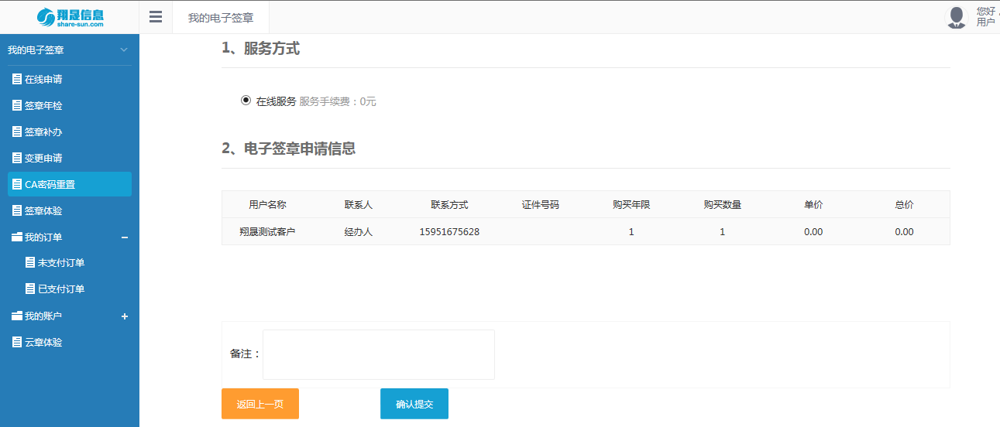 翔晟信息
share-sun.com
我的电子签章
您好，
用户
我的电子签章
在线申请
签章年检
签章补办
变更申请
CA密码重置
签章体验
我的订单
未支付订单
已支付订单
我的账户
云章体验
1、服务方式
在线服务 服务手续费：0元
2、电子签章申请信息
用户名称 联系人 联系方式 证件号码 购买年限 购买数量 单价 总价
翔晟测试客户 经办人 15951675628 1 1 0.00 0.00
备注：
返回上一页 确认提交